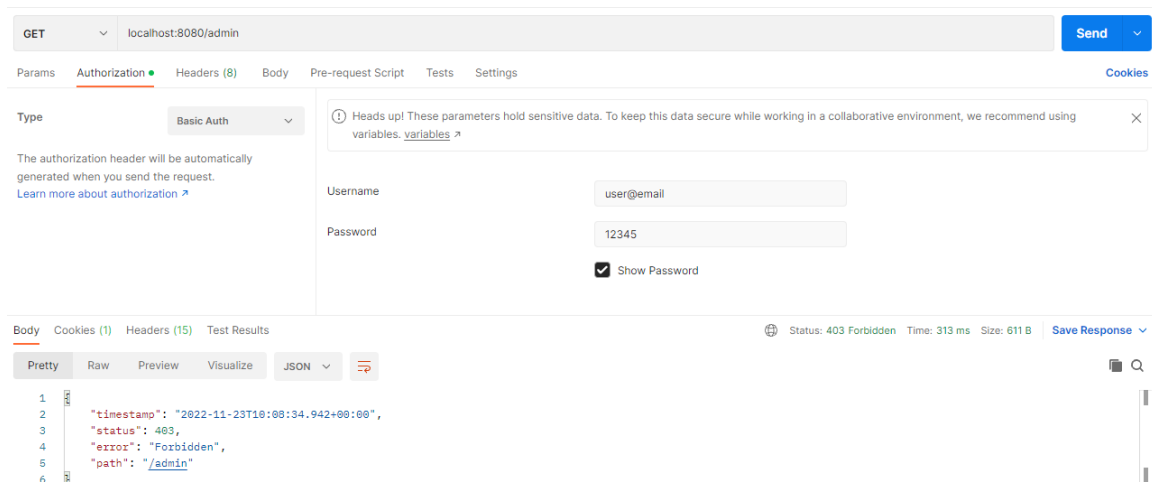 GET localhost:8080/admin Send
Params Authorization Headers (8) Body Pre-request Script Tests Settings Cookies
Type Basic Auth
The authorization header will be automatically
generated when you send the request.
Learn more about authorization ↗
Heads up! These parameters hold sensitive data. To keep this data secure while working in a collaborative environment, we recommend using
variables. variables ↗
Username user@email
Password 12345
Show Password
Body Cookies (1) Headers (15) Test Results Status: 403 Forbidden Time: 313 ms Size: 611 B Save Response
Pretty Raw Preview Visualize JSON
1 {
2 "timestamp": "2022-11-23T10:08:34.942+00:00",
3 "status": 403,
4 "error": "Forbidden",
5 "path": "/admin"
6 }